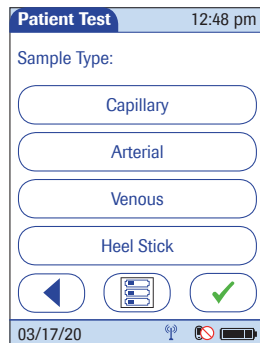 Patient Test 12:48 pm
Sample Type:
Capillary
Arterial
Venous
Heel Stick
03/17/20